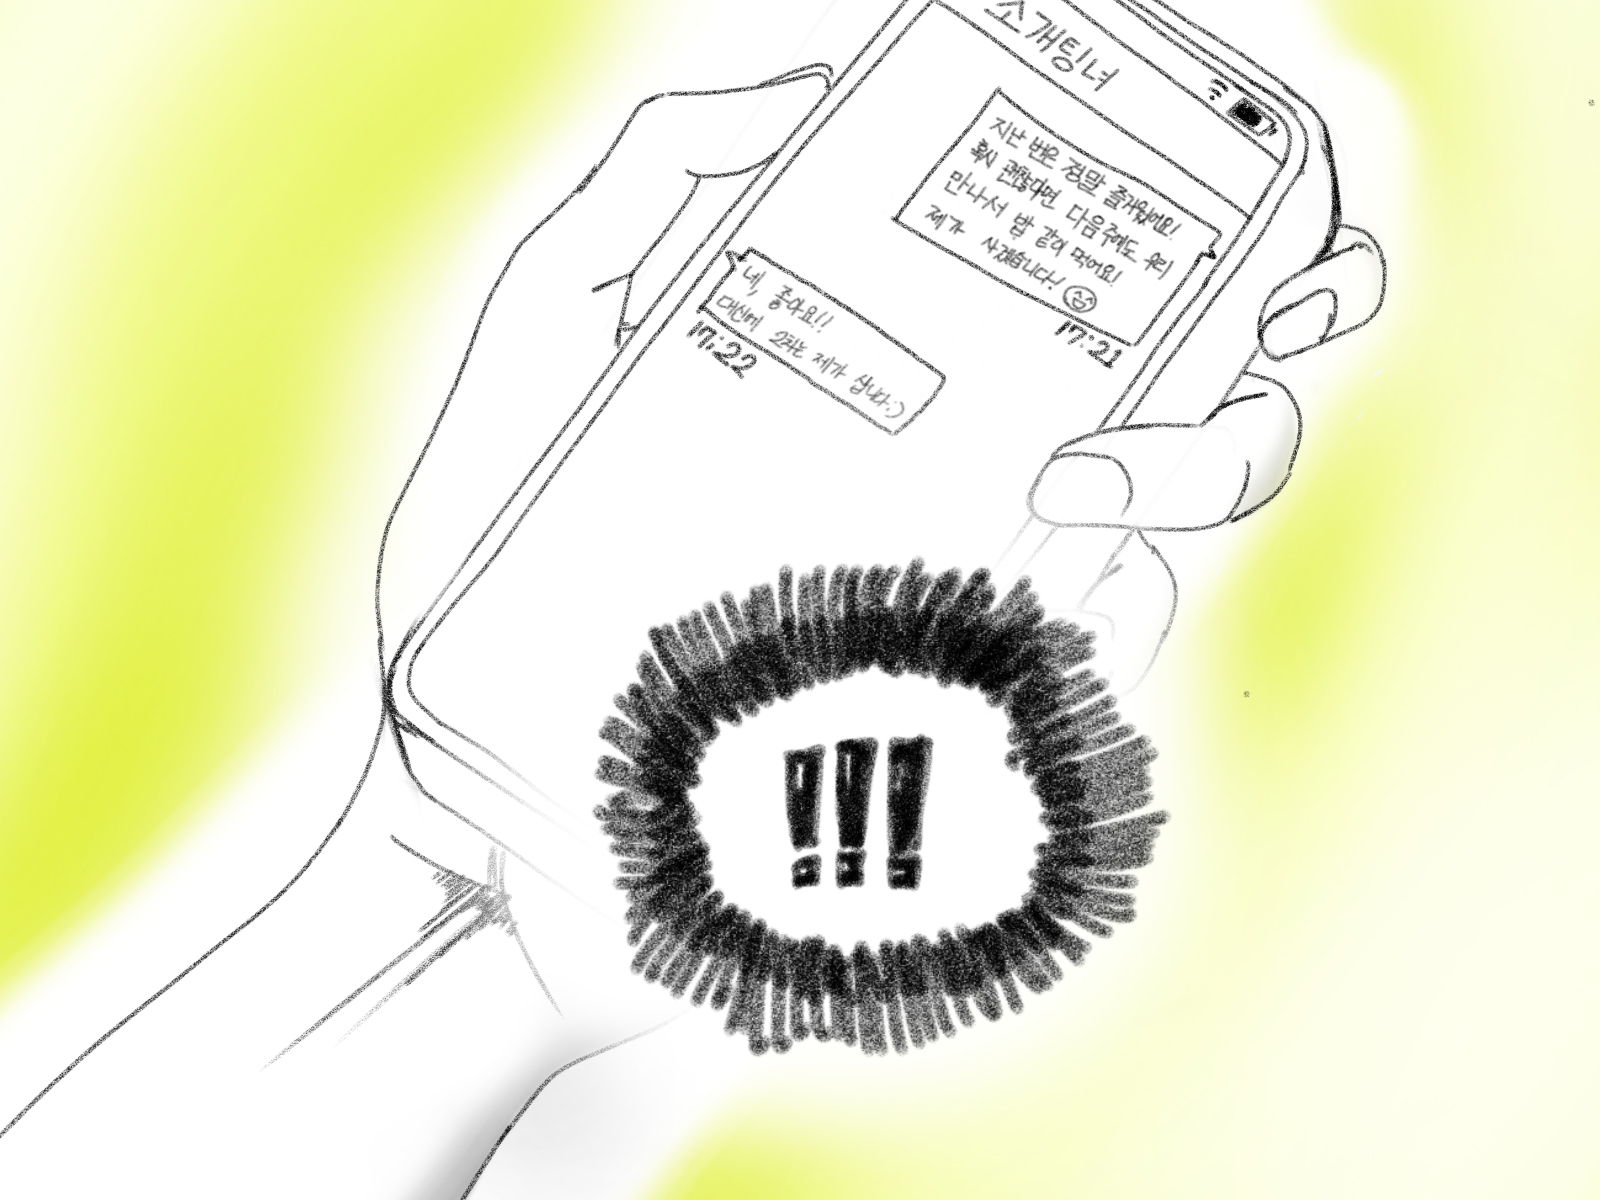 소개팅녀
지난 번은 정말 즐거웠어요!
혹시 괜찮다면 다음주에도 우리
만나서 밥 같이 먹어요!
제가 사겠습니다!
17:21
네, 좋아요!!
대신에 2차는 제가 삽니다:)
17:22
!!!